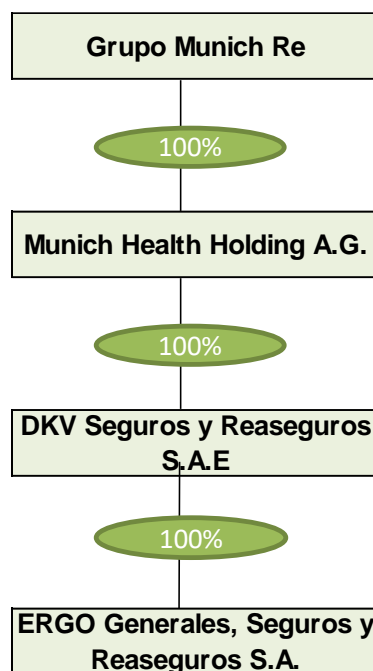 Grupo Munich Re
100%
Munich Health Holding A.G.
100%
DKV Seguros y Reaseguros
S.A.E
100%
ERGO Generales, Seguros y
Reaseguros S.A.